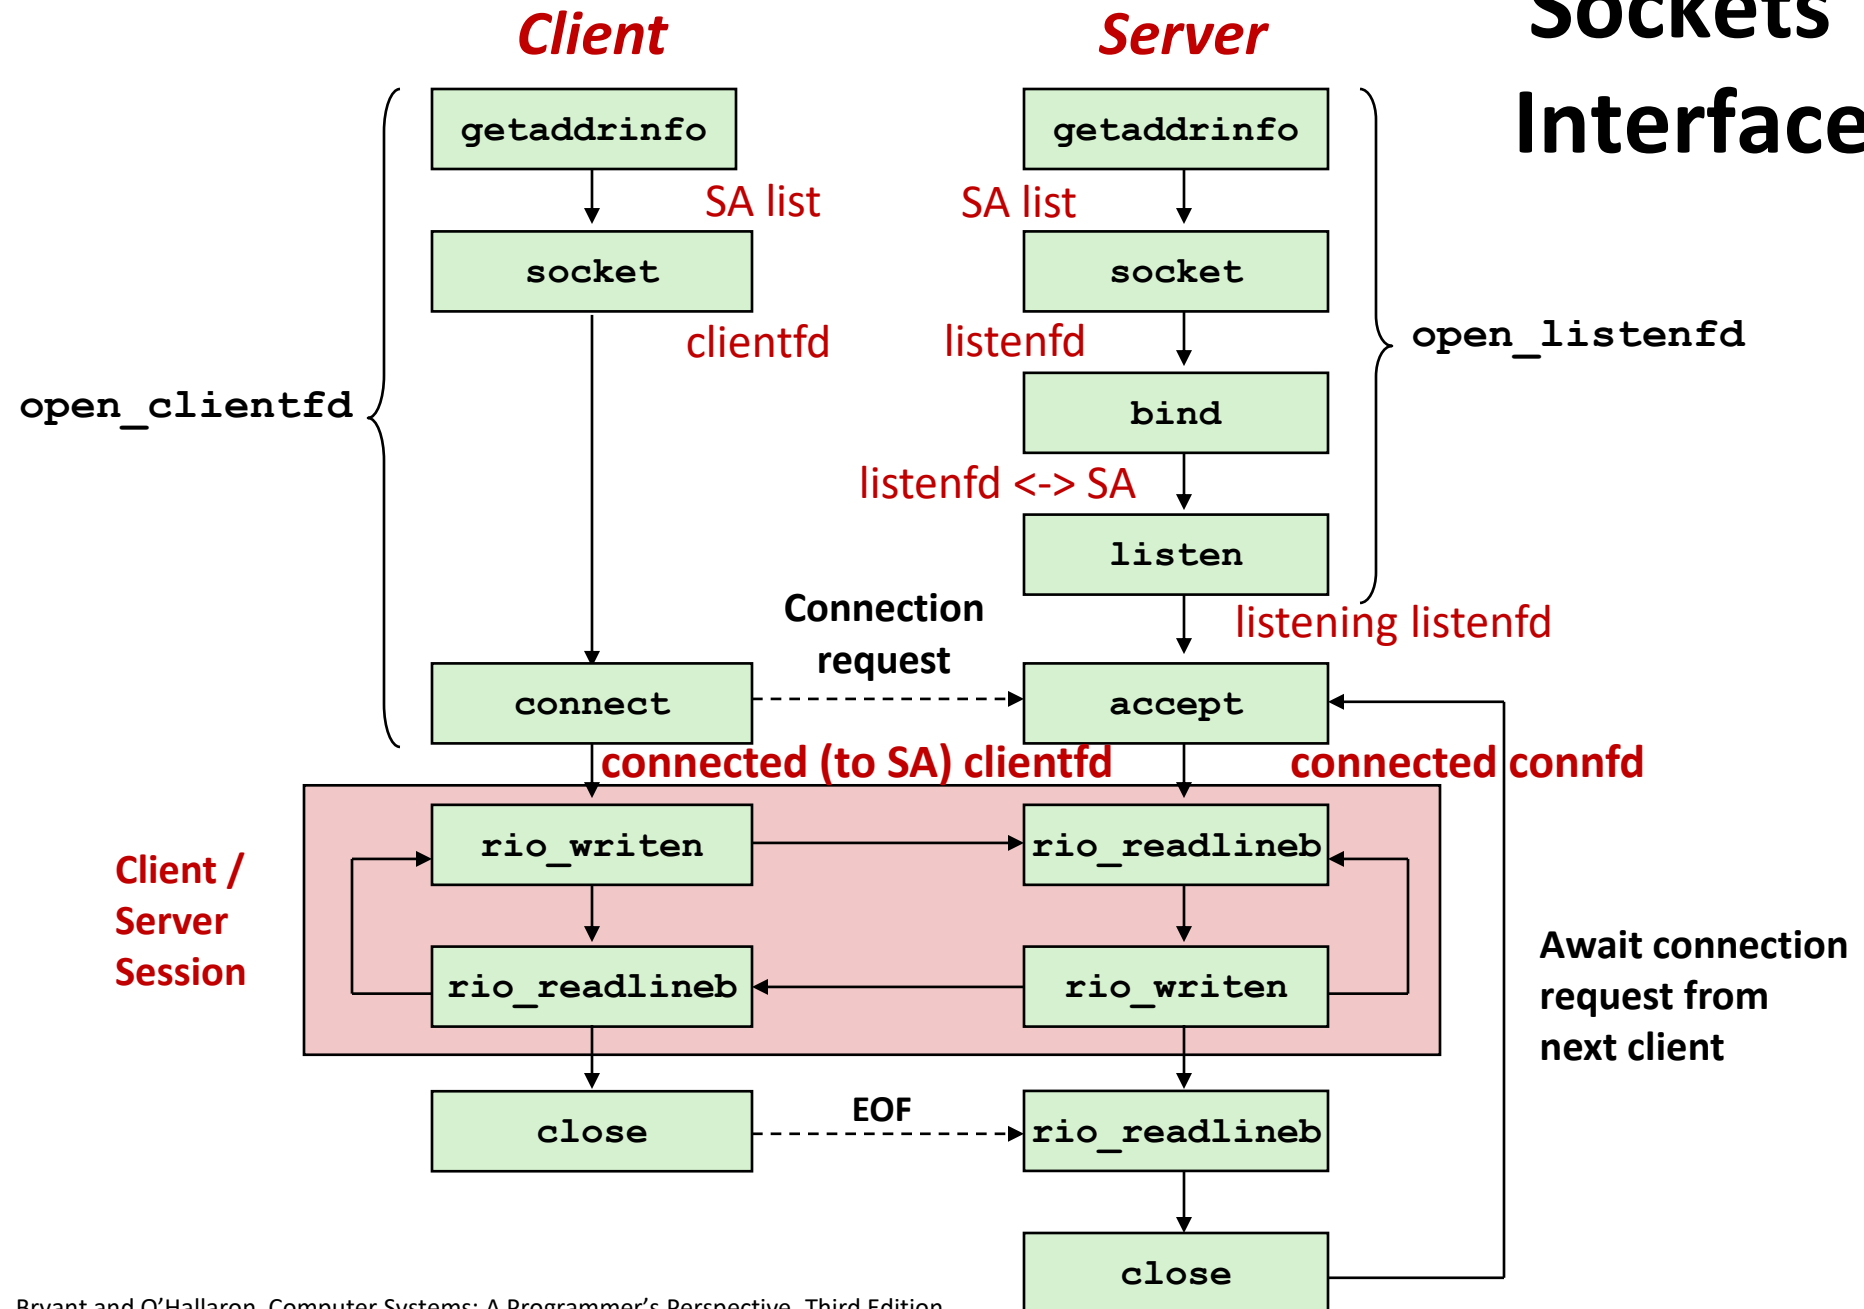 Sockets
Interface
Client
Server
getaddrinfo
getaddrinfo
SA list
SA list
socket
socket
clientfd
listenfd
open_listenfd
open_clientfd
bind
listenfd <-> SA
listen
Connection
request
listening listenfd
connect
accept
connected (to SA) clientfd
connected connfd
Client /
Server
Session
rio_writen
rio_readlineb
rio_readlineb
rio_writen
Await connection
request from
next client
close
EOF
rio_readlineb
close
Bryant and O'Hallaron, Computer Systems: A Programmer's Perspective, Third Edition